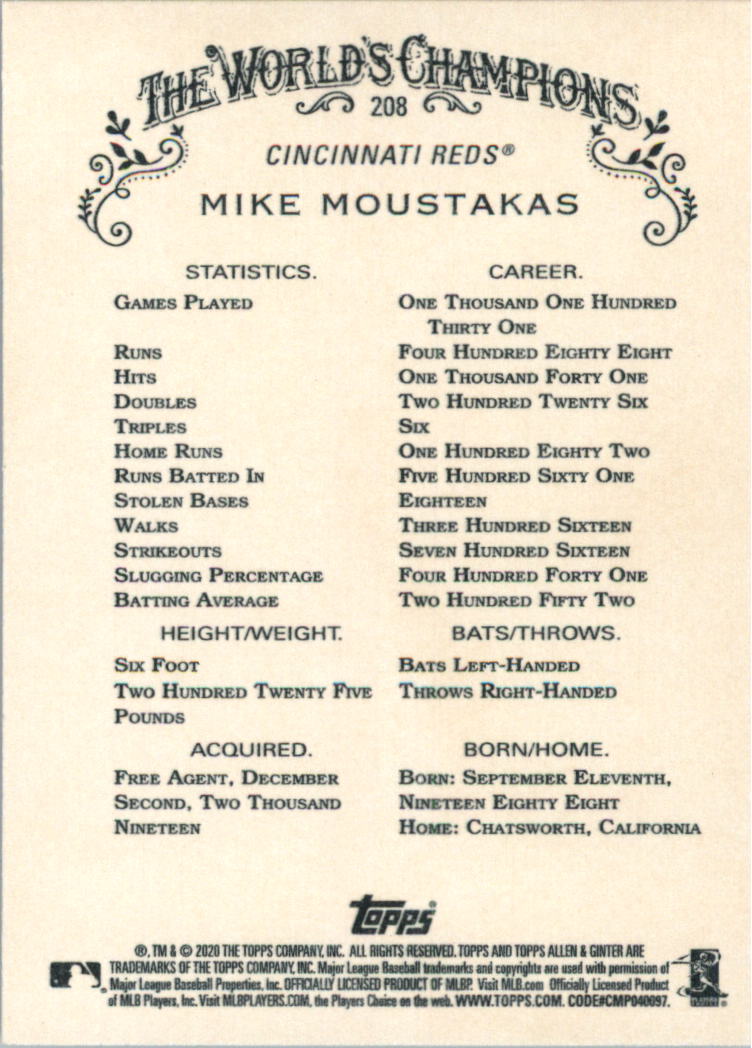 THE WORLD'S CHAMPIONS
208
CINCINNATI REDS®
MIKE MOUSTAKAS
STATISTICS. CAREER.
GAMES PLAYED ONE THOUSAND ONE HUNDRED
THIRTY ONE
RUNS FOUR HUNDRED EIGHTY EIGHT
HITS ONE THOUSAND FORTY ONE
DOUBLES TWO HUNDRED TWENTY SIX
TRIPLES SIX
HOME RUNS ONE HUNDRED EIGHTY TWO
RUNS BATTED IN FIVE HUNDRED SIXTY ONE
STOLEN BASES EIGHTEEN
WALKS THREE HUNDRED SIXTEEN
STRIKEOUTS SEVEN HUNDRED SIXTEEN
SLUGGING PERCENTAGE FOUR HUNDRED FORTY ONE
BATTING AVERAGE TWO HUNDRED FIFTY TWO
HEIGHT/WEIGHT. BATS/THROWS.
SIX FOOT BATS LEFT-HANDED
TWO HUNDRED TWENTY FIVE THROWS RIGHT-HANDED
POUNDS
ACQUIRED. BORN/HOME.
FREE AGENT, DECEMBER BORN: SEPTEMBER ELEVENTH,
SECOND, TWO THOUSAND NINETEEN EIGHTY EIGHT
NINETEEN HOME: CHATSWORTH, CALIFORNIA
topps®
®, TM & © 2020 THE TOPPS COMPANY, INC. ALL RIGHTS RESERVED. TOPPS AND TOPPS ALLEN & GINTER ARE
TRADEMARKS OF THE TOPPS COMPANY, INC. Major League Baseball trademarks and copyrights are used with permission of
Major League Baseball Properties, Inc. OFFICIALLY LICENSED PRODUCT OF MLBP. Visit MLB.com Officially Licensed Product
of MLB Players, Inc. Visit MLBPLAYERS.COM, the Players Choice on the web. WWW.TOPPS.COM. CODE#CMP040097.